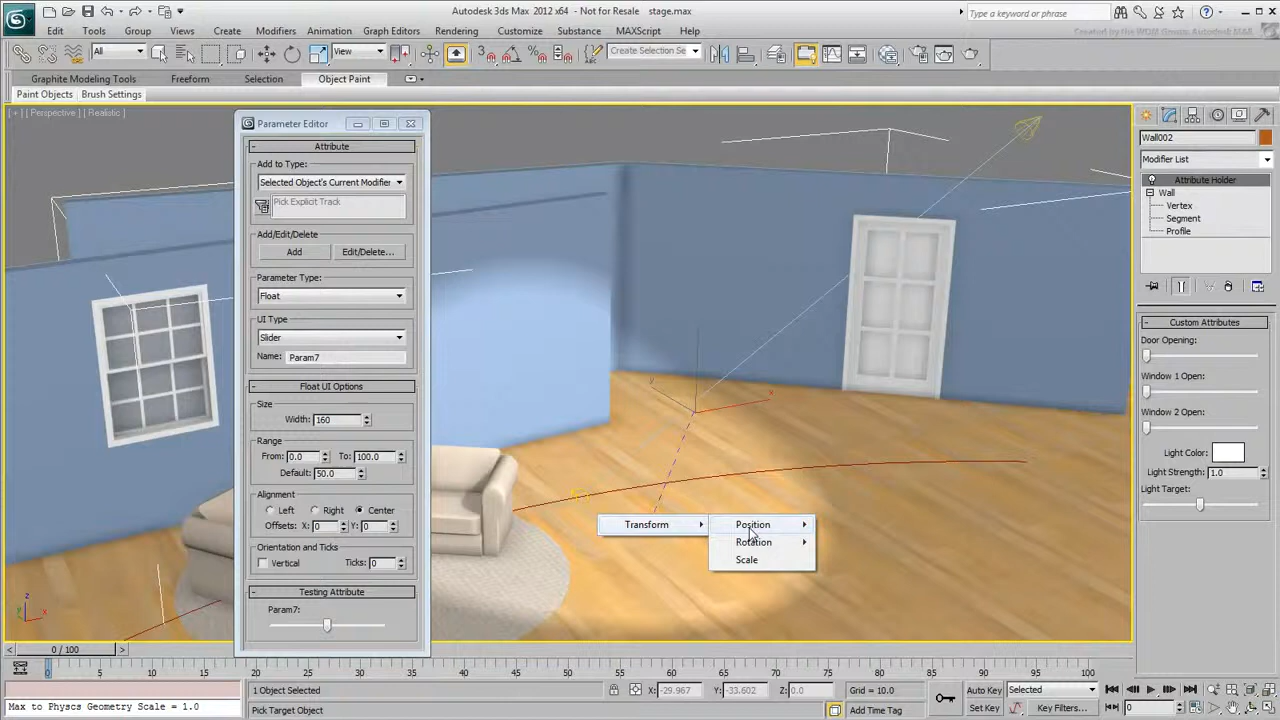 Autodesk 3ds Max 2012 x64 - Not for Resale stage.max
Type a keyword or phrase
Edit Tools Group Views Create Modifiers Animation Graph Editors Rendering Customize Substance MAXScript Help
All View Create Selection Se
Graphite Modeling Tools Freeform Selection Object Paint
Paint Objects Brush Settings
[ + ] [ Perspective ] [ Realistic ]
Parameter Editor
Attribute
Add to Type:
Selected Object's Current Modifier
Pick Explicit Track
Add/Edit/Delete
Add Edit/Delete...
Parameter Type:
Float
UI Type
Slider
Name: Param7
Float UI Options
Size
Width: 160
Range
From: 0.0 To: 100.0
Default: 50.0
Alignment
Left Right Center
Offsets: X: 0 Y: 0
Orientation and Ticks
Vertical Ticks: 0
Testing Attribute
Param7:
Transform
Position
Rotation
Scale
Wall002
Modifier List
Attribute Holder
Wall
Vertex
Segment
Profile
Custom Attributes
Door Opening:
Window 1 Open:
Window 2 Open:
Light Color:
Light Strength: 1.0
Light Target:
0 / 100
0 5 10 15 20 25 30 35 40 45 50 55 60 65 70 75 80 85 90 95 100
1 Object Selected X: -29.967 Y: -33.602 Z: 0.0 Grid = 10.0 Auto Key Selected
Max to Physcs Geometry Scale = 1.0 Pick Target Object Add Time Tag Set Key Key Filters... 0